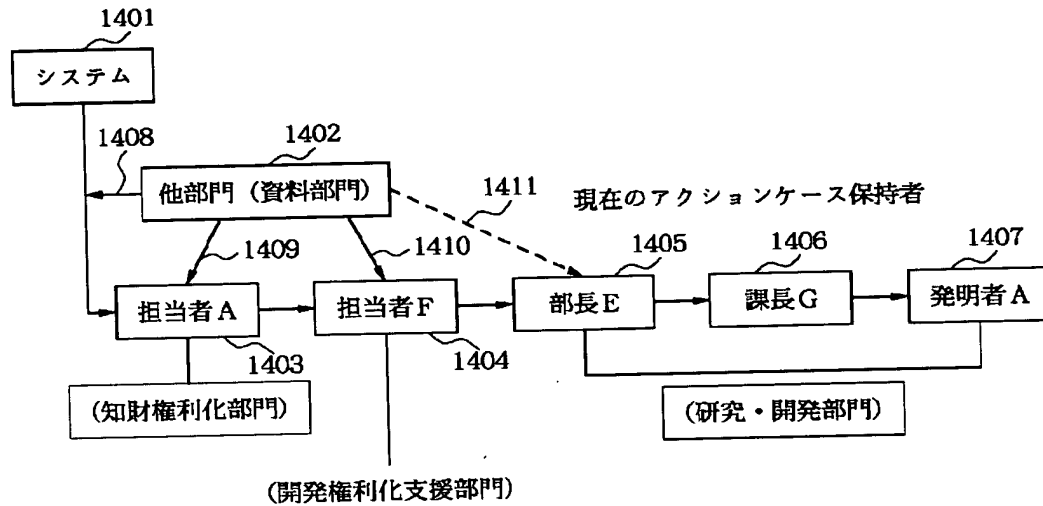 1401
システム
1408
1402
他部門（資料部門）
1411
現在のアクションケース保持者
1409
1410
1405
1406
1407
担当者A
担当者F
部長E
課長G
発明者A
1403
1404
（知財権利化部門）
（研究・開発部門）
（開発権利化支援部門）